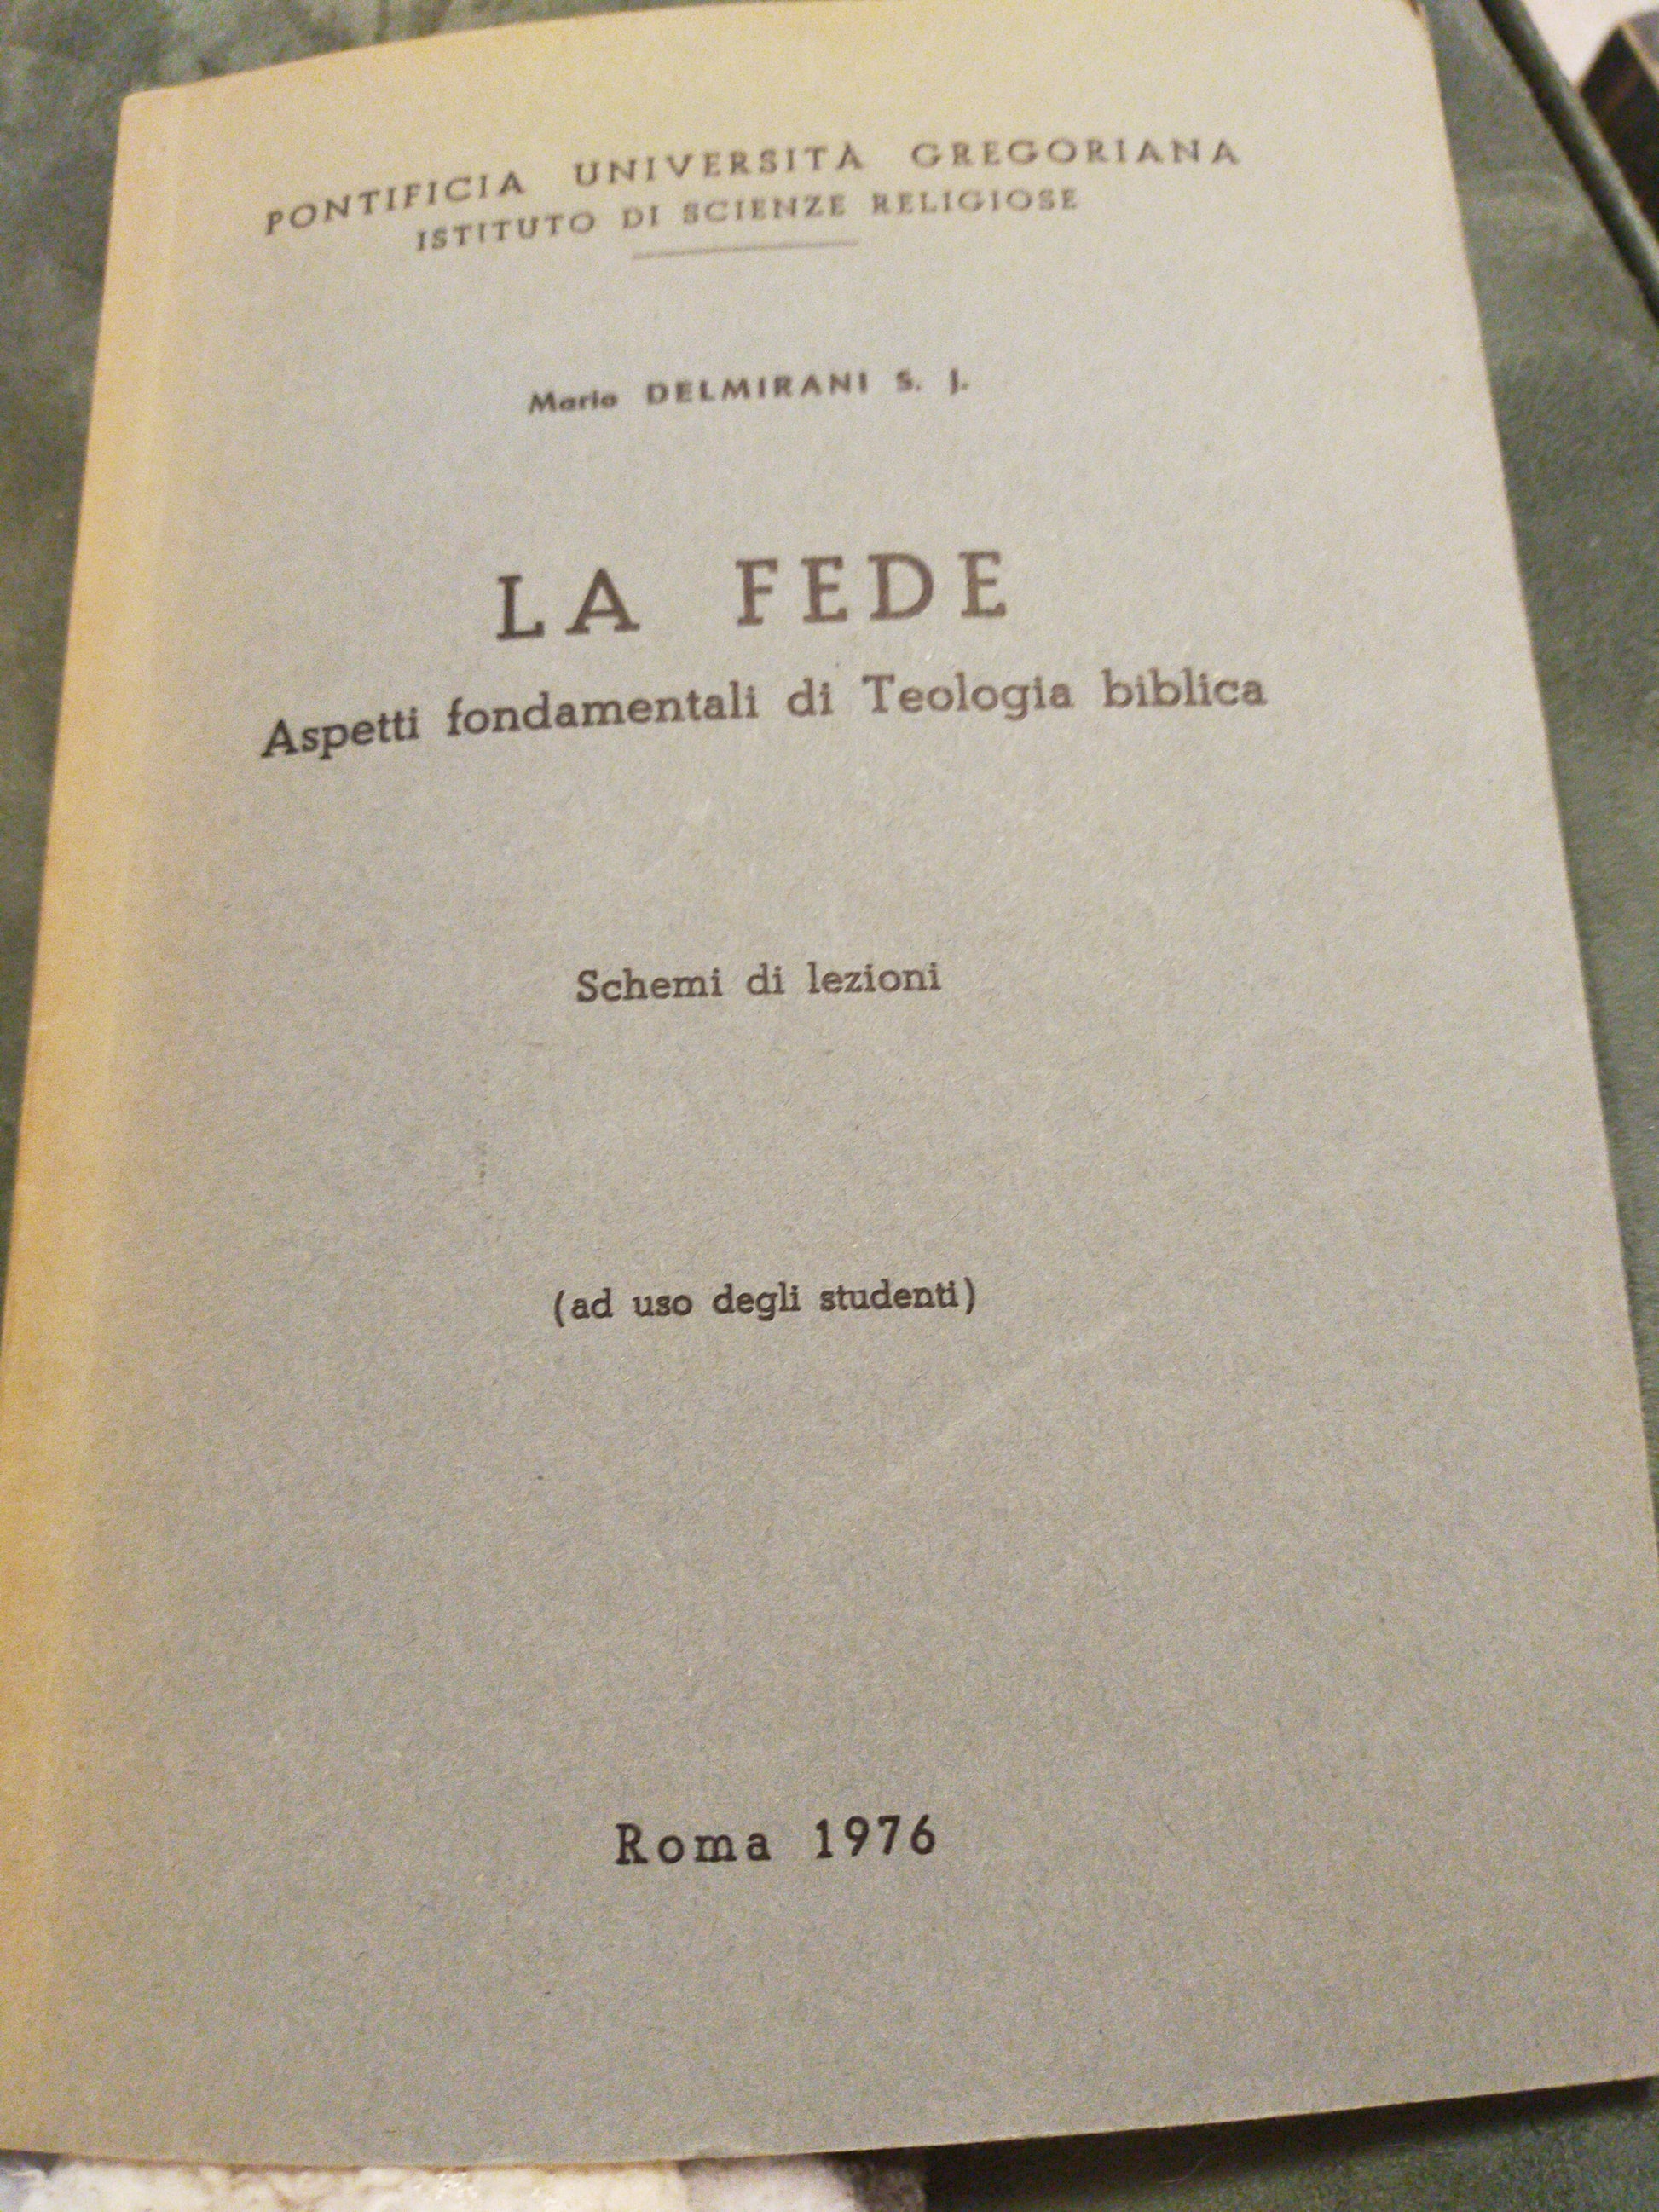 PONTIFICIA UNIVERSITÀ GREGORIANA
ISTITUTO DI SCIENZE RELIGIOSE
Mario DELMIRANI S. J.
LA FEDE
Aspetti fondamentali di Teologia biblica
Schemi di lezioni
(ad uso degli studenti)
Roma 1976